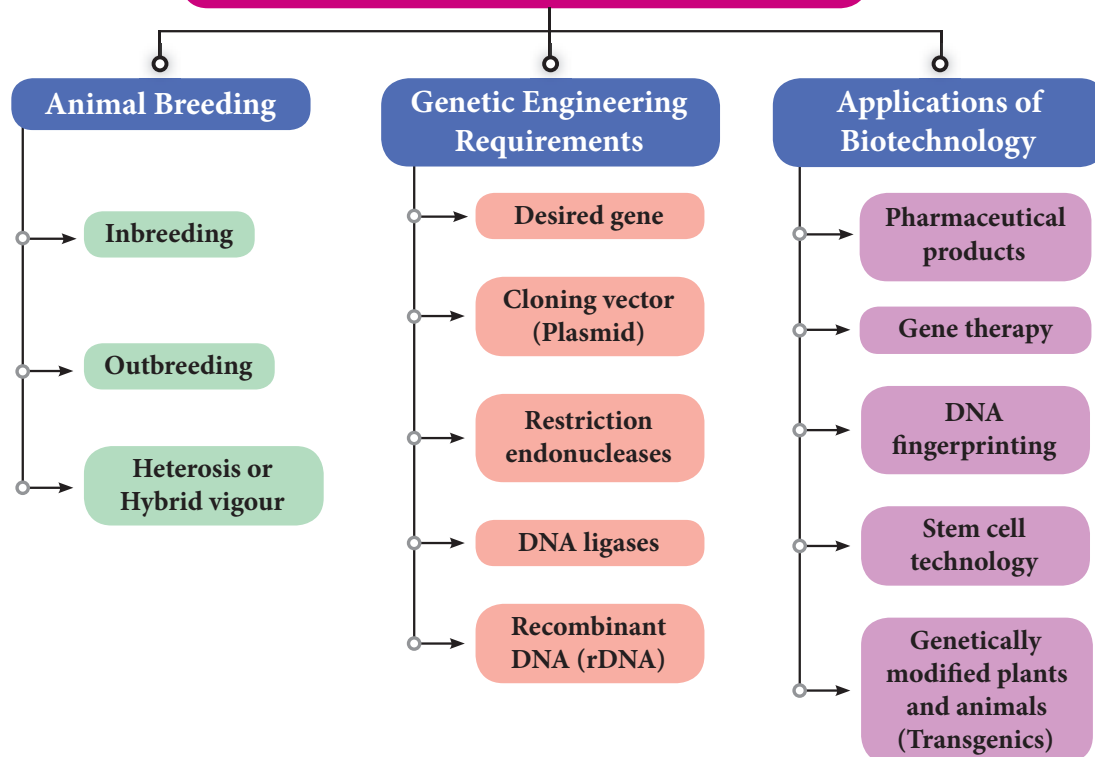 Animal Breeding
Inbreeding
Outbreeding
Heterosis or
Hybrid vigour
Genetic Engineering
Requirements
Desired gene
Cloning vector
(Plasmid)
Restriction
endonucleases
DNA ligases
Recombinant
DNA (rDNA)
Applications of
Biotechnology
Pharmaceutical
products
Gene therapy
DNA
fingerprinting
Stem cell
technology
Genetically
modified plants
and animals
(Transgenics)